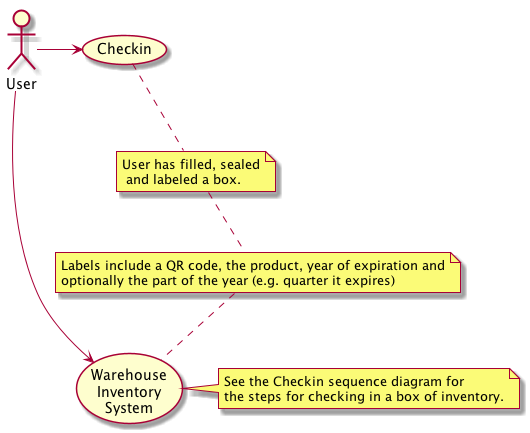 Checkin
User
User has filled, sealed
and labeled a box.
Labels include a QR code, the product, year of expiration and
optionally the part of the year (e.g. quarter it expires)
Warehouse
Inventory
System
See the Checkin sequence diagram for
the steps for checking in a box of inventory.